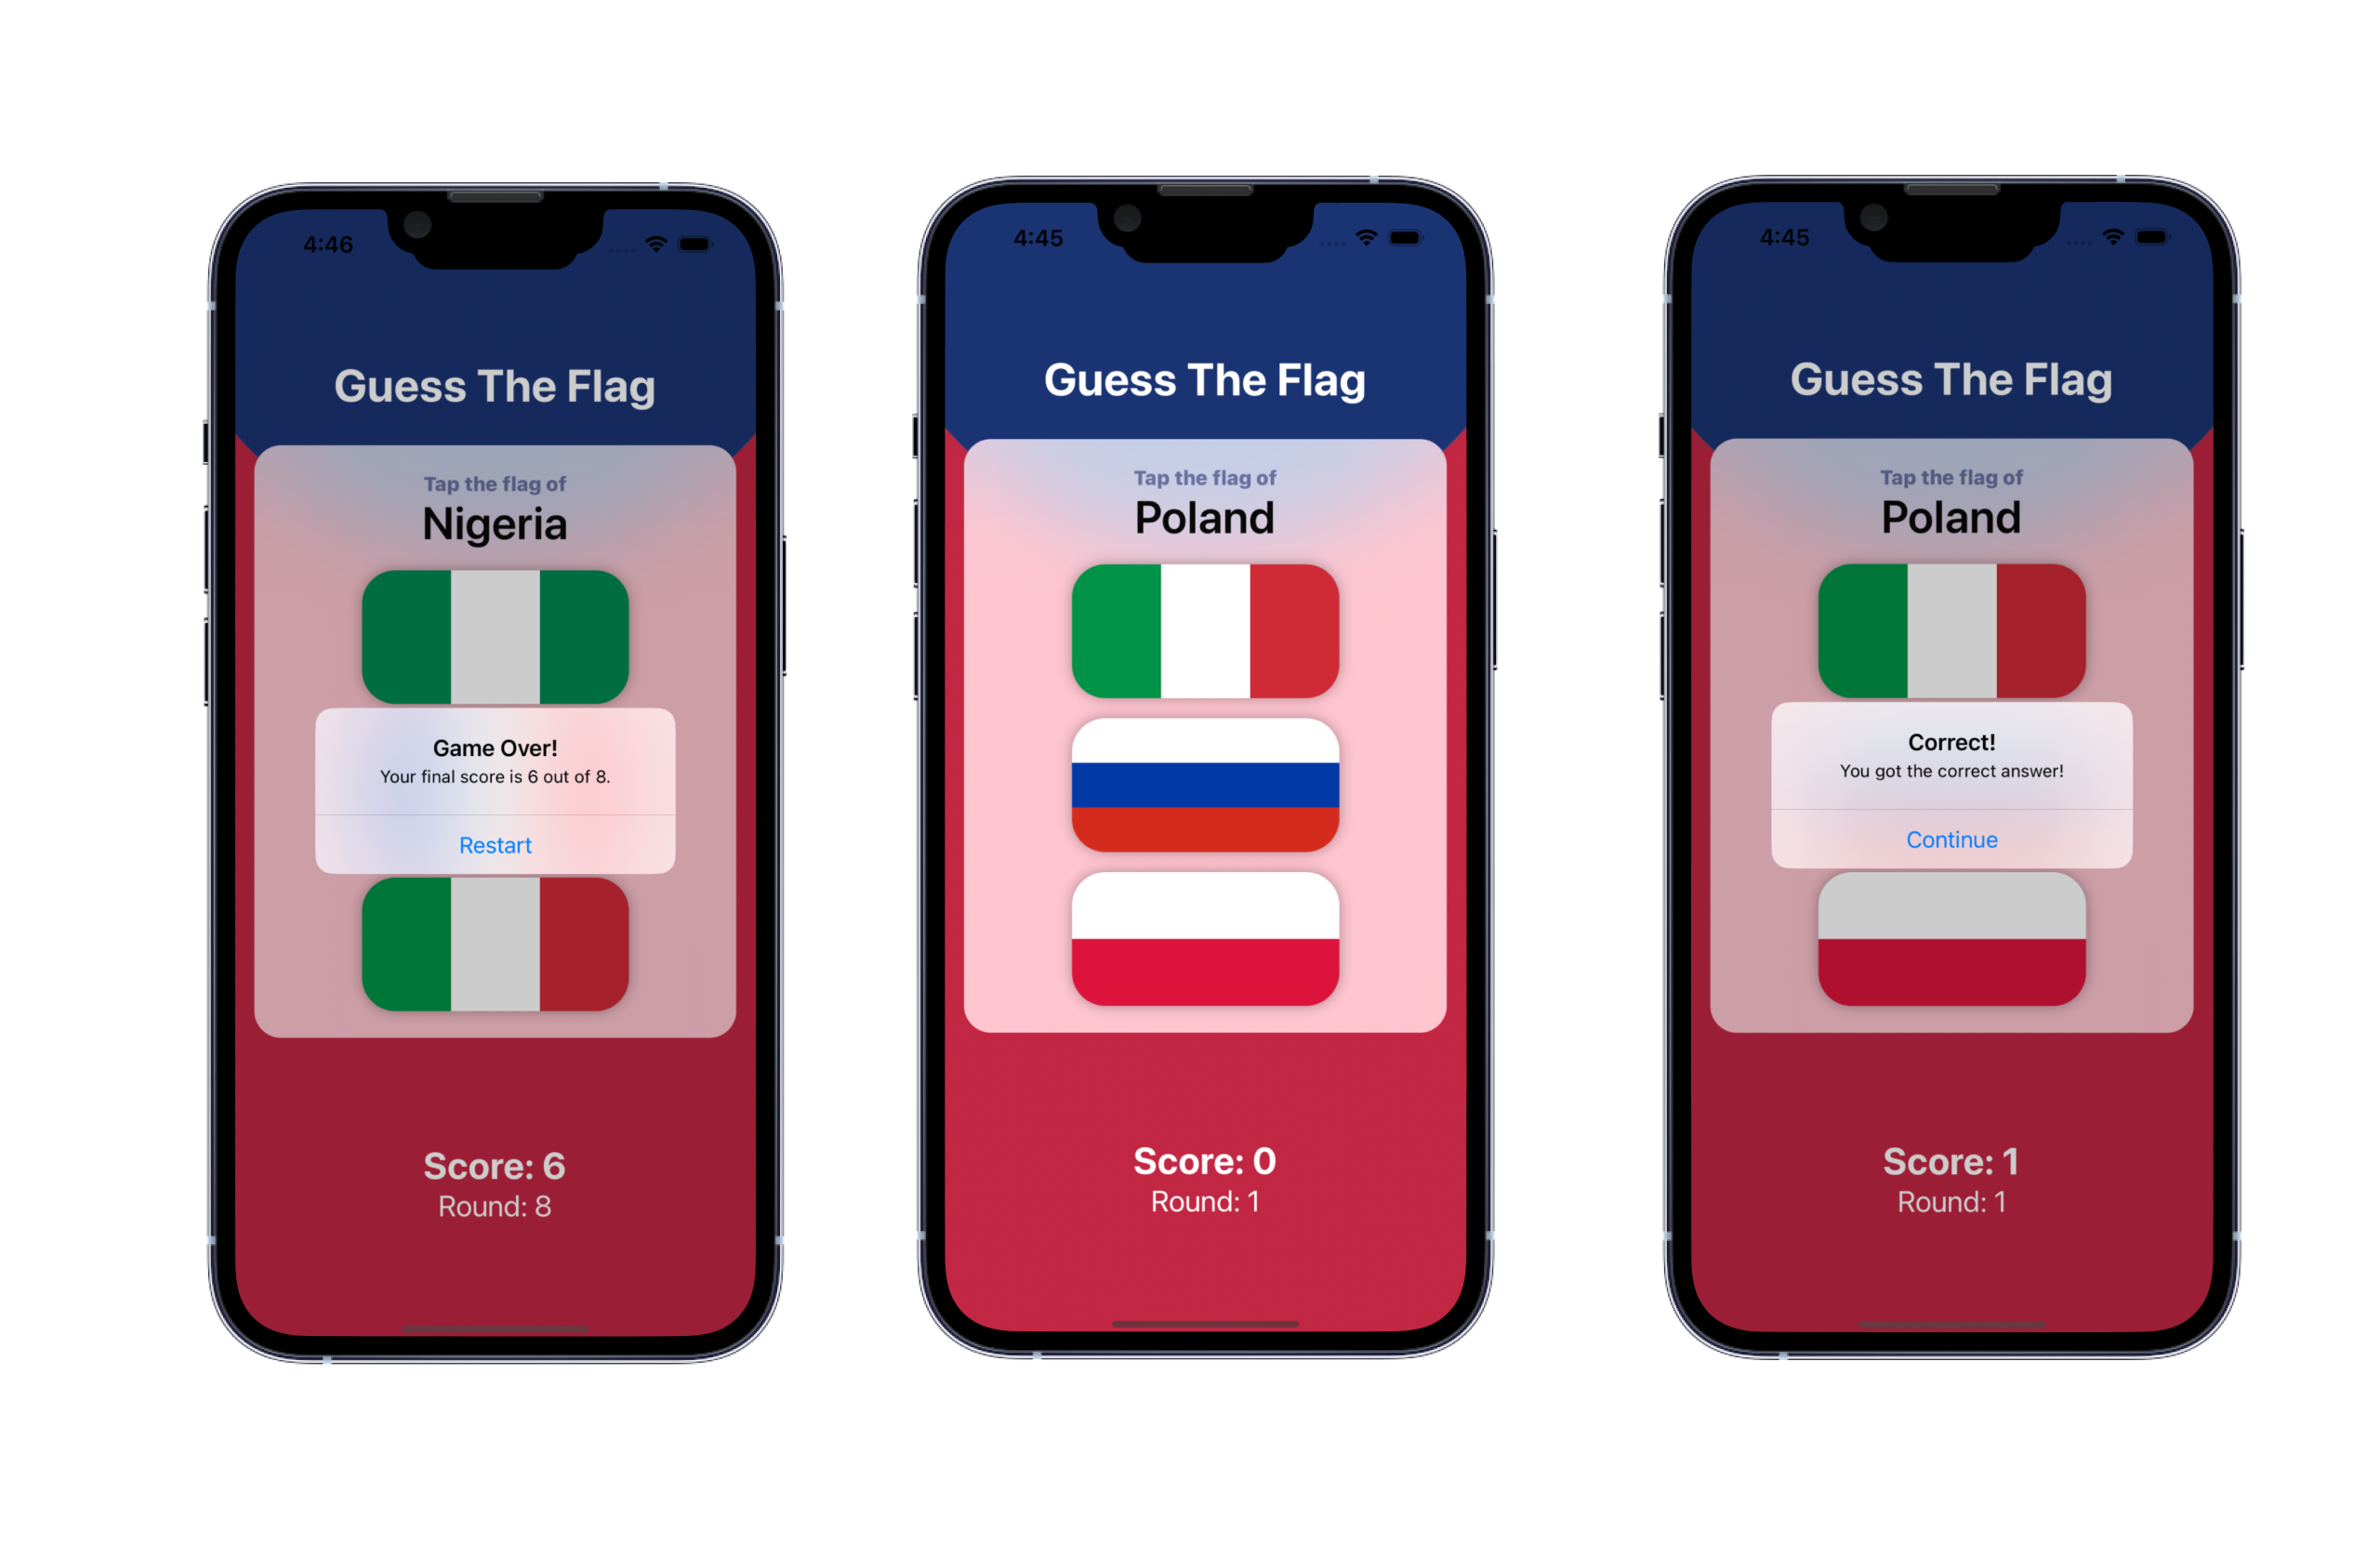 4:46
Guess The Flag
Tap the flag of
Nigeria
Game Over!
Your final score is 6 out of 8.
Restart
Score: 6
Round: 8
4:45
Guess The Flag
Tap the flag of
Poland
Score: 0
Round: 1
4:45
Guess The Flag
Tap the flag of
Poland
Correct!
You got the correct answer!
Continue
Score: 1
Round: 1